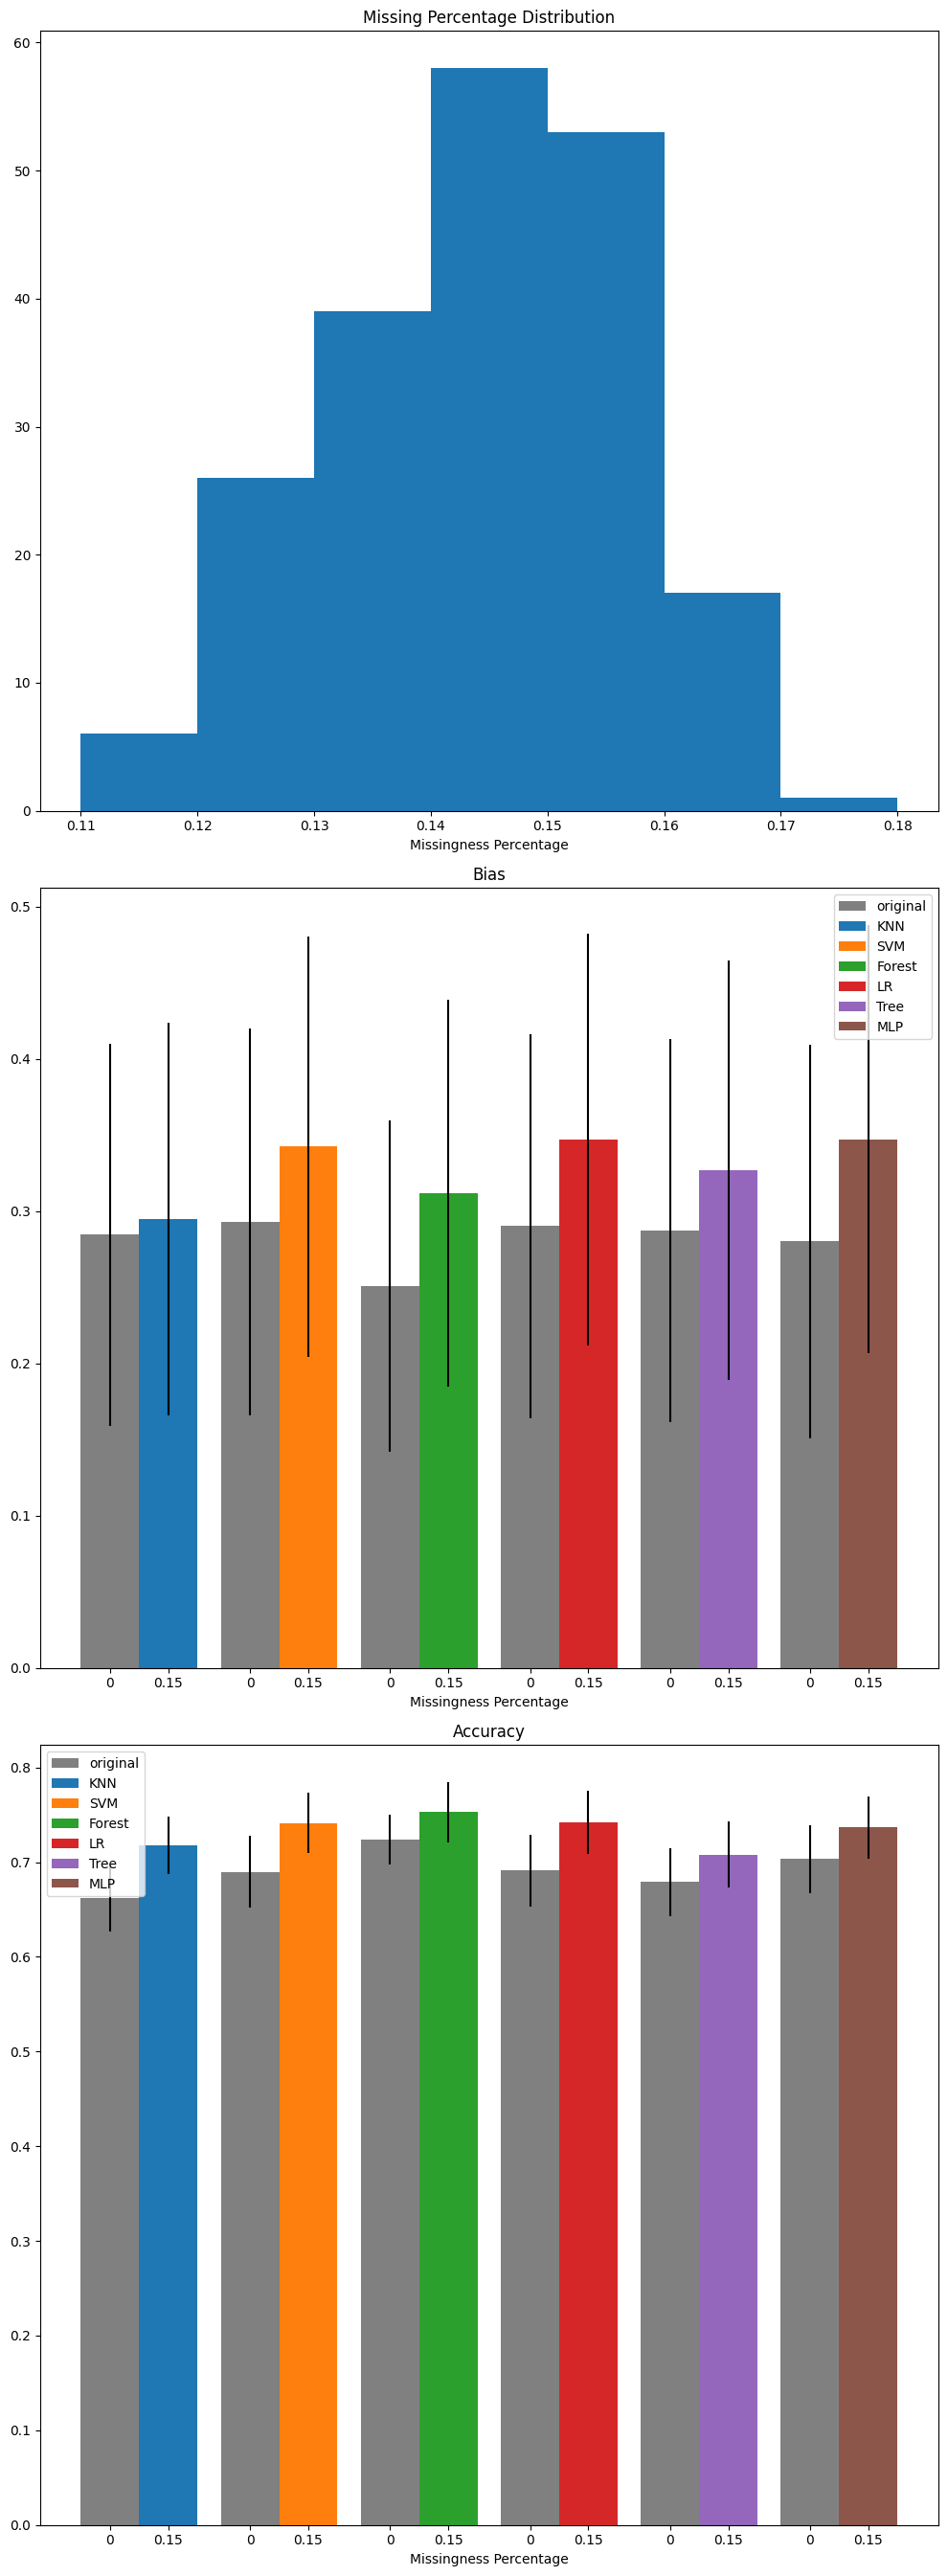 Missing Percentage Distribution
60
50
40
30
20
10
0
0.11 0.12 0.13 0.14 0.15 0.16 0.17 0.18
Missingness Percentage
Bias
0.5
0.4
0.3
0.2
0.1
0.0
original
KNN
SVM
Forest
LR
Tree
MLP
0 0.15 0 0.15 0 0.15 0 0.15 0 0.15 0 0.15
Missingness Percentage
Accuracy
0.8
0.7
0.6
0.5
0.4
0.3
0.2
0.1
0.0
original
KNN
SVM
Forest
LR
Tree
MLP
0 0.15 0 0.15 0 0.15 0 0.15 0 0.15 0 0.15
Missingness Percentage